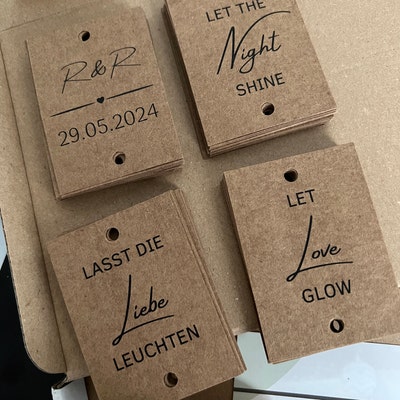 R & R
29.05.2024
LET THE
Night
SHINE
LASST DIE
Liebe
LEUCHTEN
LET
Love
GLOW